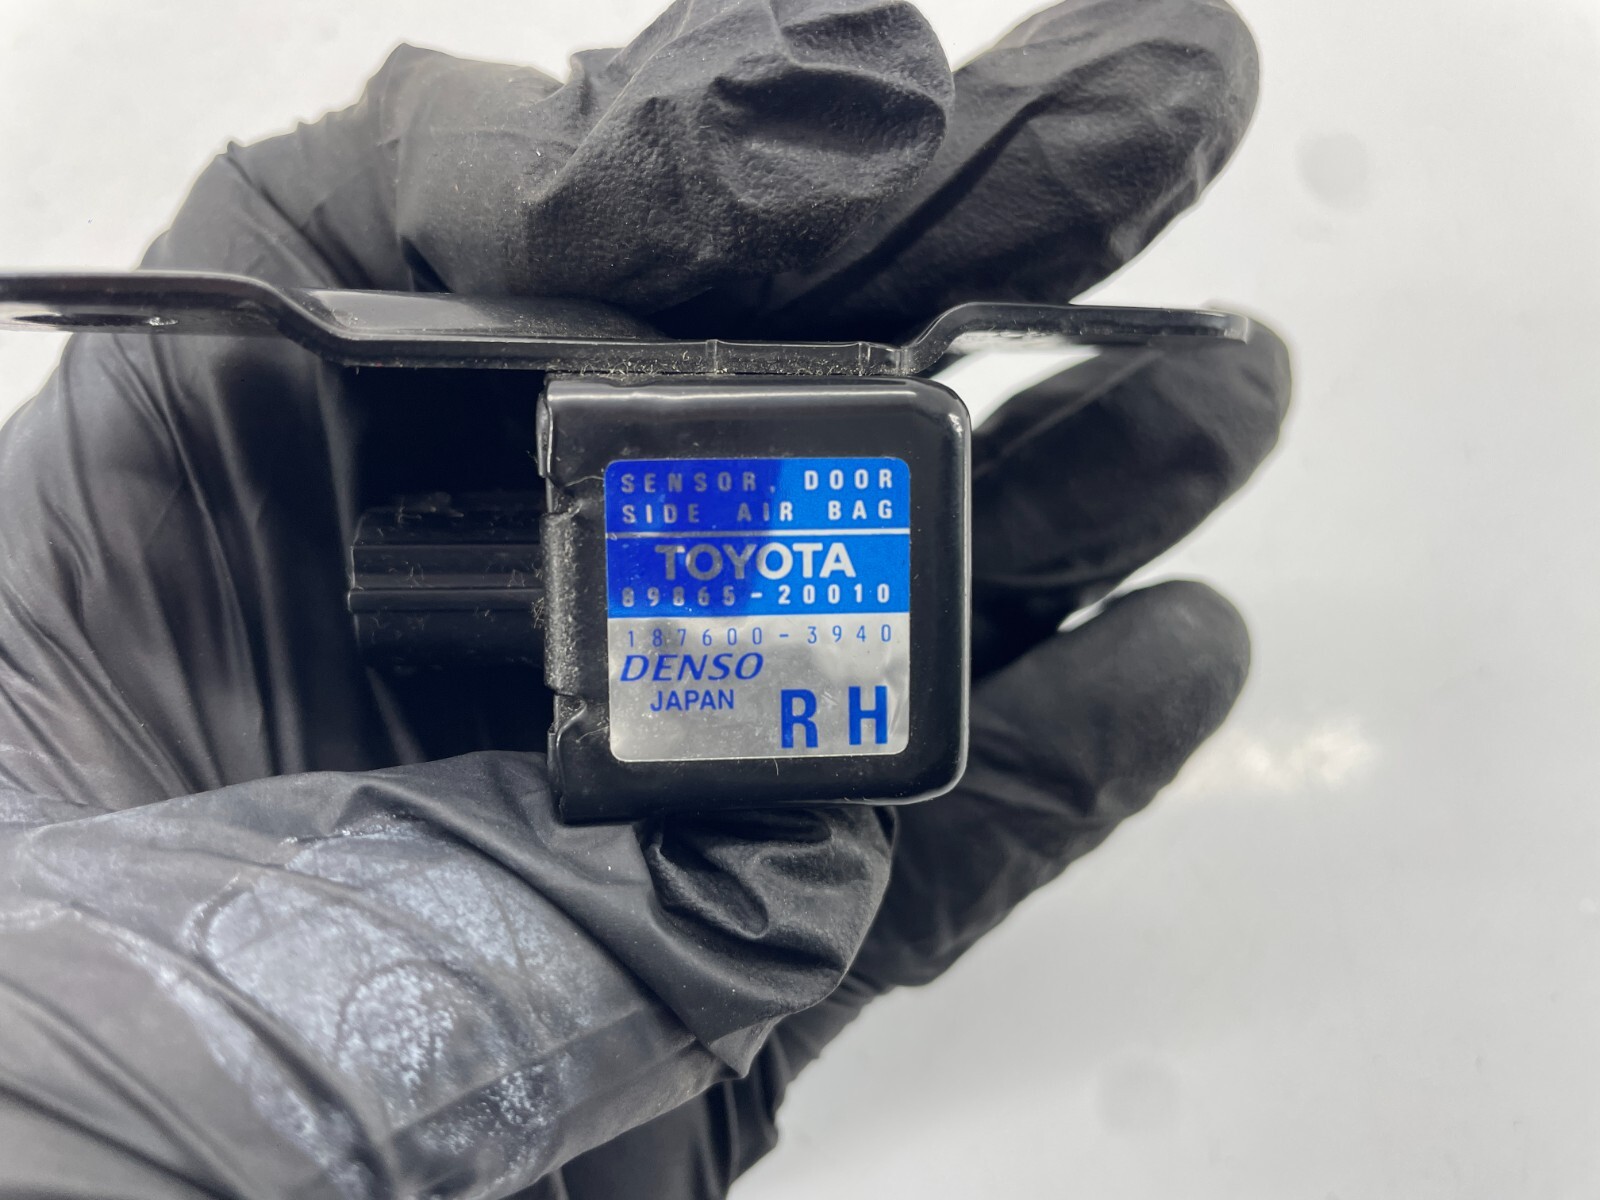 SENSOR, DOOR
SIDE AIR BAG
TOYOTA
89865-20010
187600-3940
DENSO
JAPAN
RH